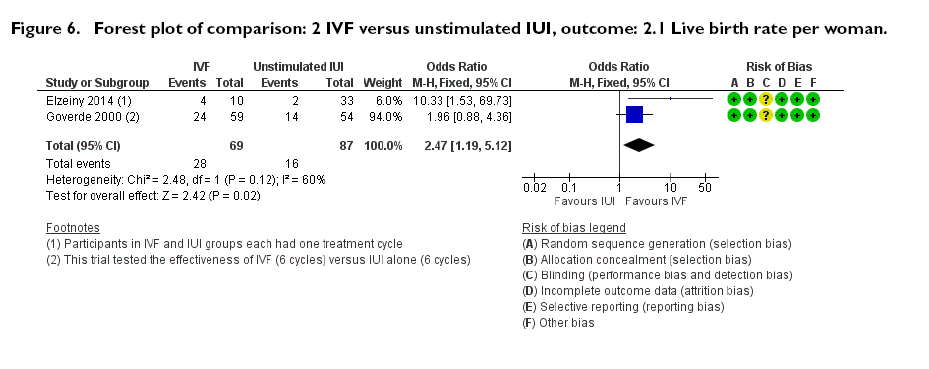 Figure 6. Forest plot of comparison: 2 IVF versus unstimulated IUI, outcome: 2.1 Live birth rate per woman.
IVF Unstimulated IUI Odds Ratio Odds Ratio Risk of Bias
Study or Subgroup Events Total Events Total Weight M-H, Fixed, 95% CI M-H, Fixed, 95% CI A B C D E F
Elzeiny 2014 (1) 4 10 2 33 6.0% 10.33 [1.53, 69.73] + + ? + + +
Goverde 2000 (2) 24 59 14 54 94.0% 1.96 [0.88, 4.36] + + ? + + +
Total (95% CI) 69 87 100.0% 2.47 [1.19, 5.12]
Total events 28 16
Heterogeneity: Chi² = 2.48, df = 1 (P = 0.12); I² = 60%
Test for overall effect: Z = 2.42 (P = 0.02)
0.02 0.1 1 10 50
Favours IUI Favours IVF
Footnotes
(1) Participants in IVF and IUI groups each had one treatment cycle
(2) This trial tested the effectiveness of IVF (6 cycles) versus IUI alone (6 cycles)
Risk of bias legend
(A) Random sequence generation (selection bias)
(B) Allocation concealment (selection bias)
(C) Blinding (performance bias and detection bias)
(D) Incomplete outcome data (attrition bias)
(E) Selective reporting (reporting bias)
(F) Other bias